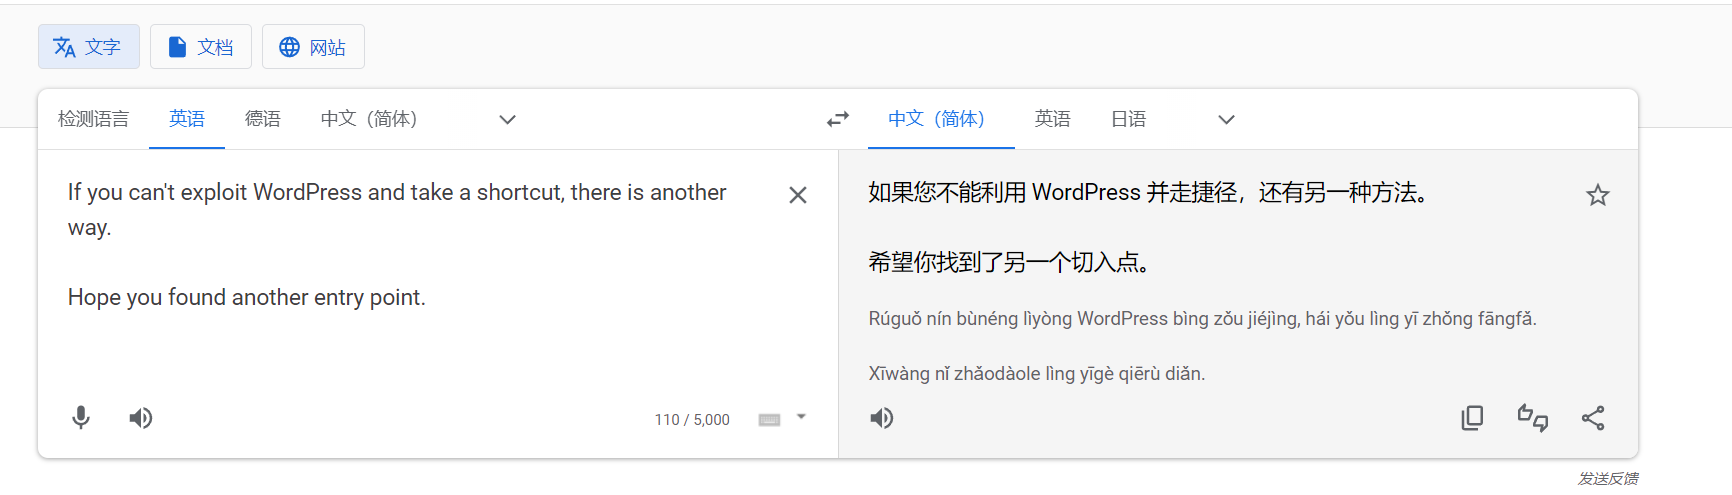 文字 文档 网站
检测语言 英语 德语 中文（简体） 中文（简体） 英语 日语
If you can't exploit WordPress and take a shortcut, there is another
way.
Hope you found another entry point.
110 / 5,000
如果您不能利用 WordPress 并走捷径，还有另一种方法。
希望你找到了另一个切入点。
Rúguǒ nín bùnéng lìyòng WordPress bìng zǒu jiéjìng, hái yǒu lìng yī zhǒng fāngfǎ.
Xīwàng nǐ zhǎodàole lìng yīgè qiērù diǎn.
发送反馈